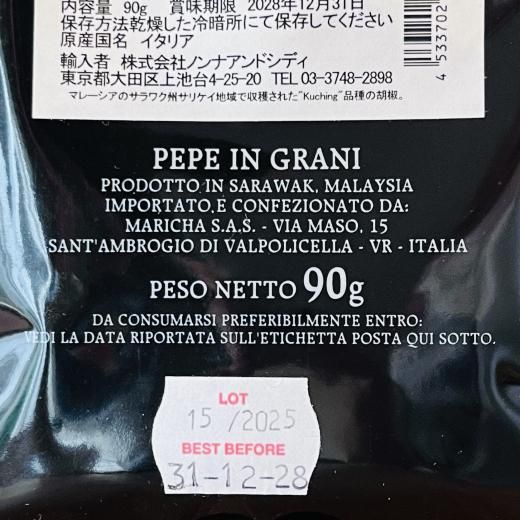 内容量 90g 賞味期限 2028年12月31日
保存方法乾燥した冷暗所にて保存してください
原産国名 イタリア
輸入者 株式会社ノンナアンドシディ
東京都大田区上池台4-25-20 TEL 03-3748-2898
マレーシアのサラワク州サリケイ地域で収穫された"Kuching"品種の胡椒。
4 533702
PEPE IN GRANI
PRODOTTO IN SARAWAK, MALAYSIA
IMPORTATO E CONFEZIONATO DA:
MARICHA S.A.S. - VIA MASO, 15
SANT'AMBROGIO DI VALPOLICELLA - VR - ITALIA
PESO NETTO 90g
DA CONSUMARSI PREFERIBILMENTE ENTRO:
VEDI LA DATA RIPORTATA SULL'ETICHETTA POSTA QUI SOTTO.
LOT
15 /2025
BEST BEFORE
31-12-28